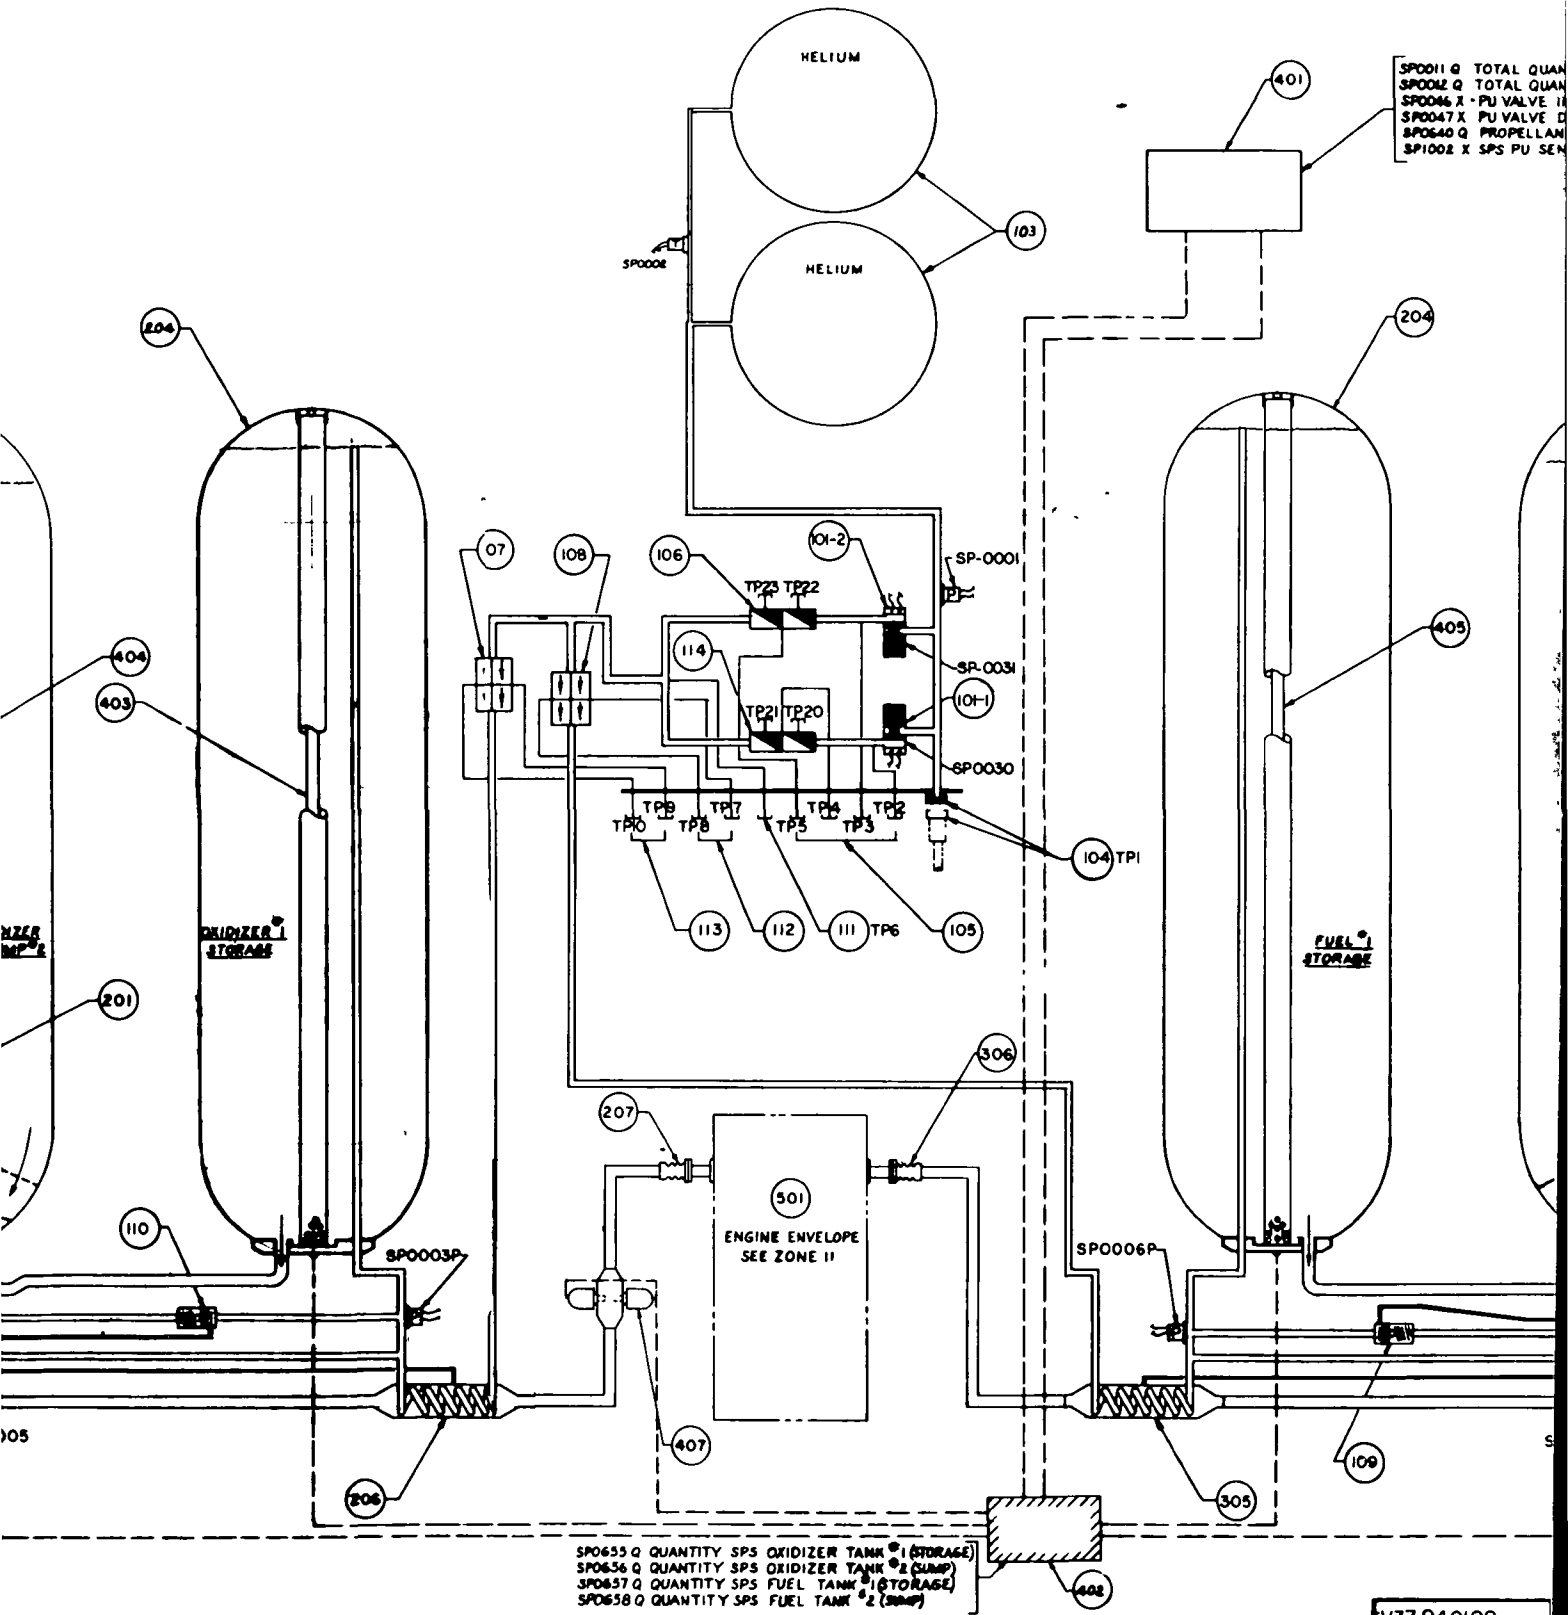 HELIUM
401
SP0011 Q TOTAL QUAN
SP0012 Q TOTAL QUAN
SP0046 X - PU VALVE I
SP0047 X PU VALVE D
SP0640 Q PROPELLAN
SP1002 X SPS PU SEN
103
SP0002
HELIUM
204
204
07
108
106
101-2
SP-0001
TP23 TP22
405
404
114
SP-0031
403
101-1
TP21 TP20
SP0030
TP9 TP7 TP4 TP2
TP10 TP8 TP5 TP3
104 TP1
113
112
111 TP6
105
OXIDIZER #1
STORAGE
FUEL #1
STORAGE
201
306
207
501
ENGINE ENVELOPE
SEE ZONE 11
110
SP0003P
SP0006P
005
407
109
206
305
S
SP0655 Q QUANTITY SPS OXIDIZER TANK #1 (STORAGE)
SP0656 Q QUANTITY SPS OXIDIZER TANK #2 (SUMP)
SP0657 Q QUANTITY SPS FUEL TANK #1 (STORAGE)
SP0658 Q QUANTITY SPS FUEL TANK #2 (SUMP)
402